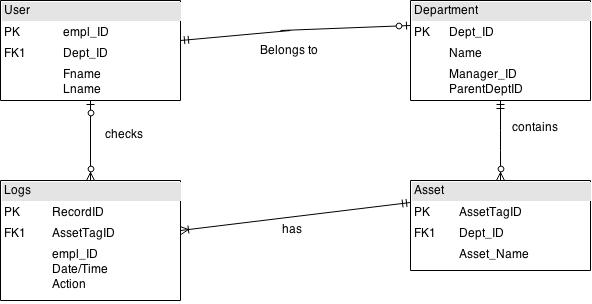 User
PK empl_ID
FK1 Dept_ID
Fname
Lname
Belongs to
Department
PK Dept_ID
Name
Manager_ID
ParentDeptID
checks
contains
Logs
PK RecordID
FK1 AssetTagID
empl_ID
Date/Time
Action
has
Asset
PK AssetTagID
FK1 Dept_ID
Asset_Name